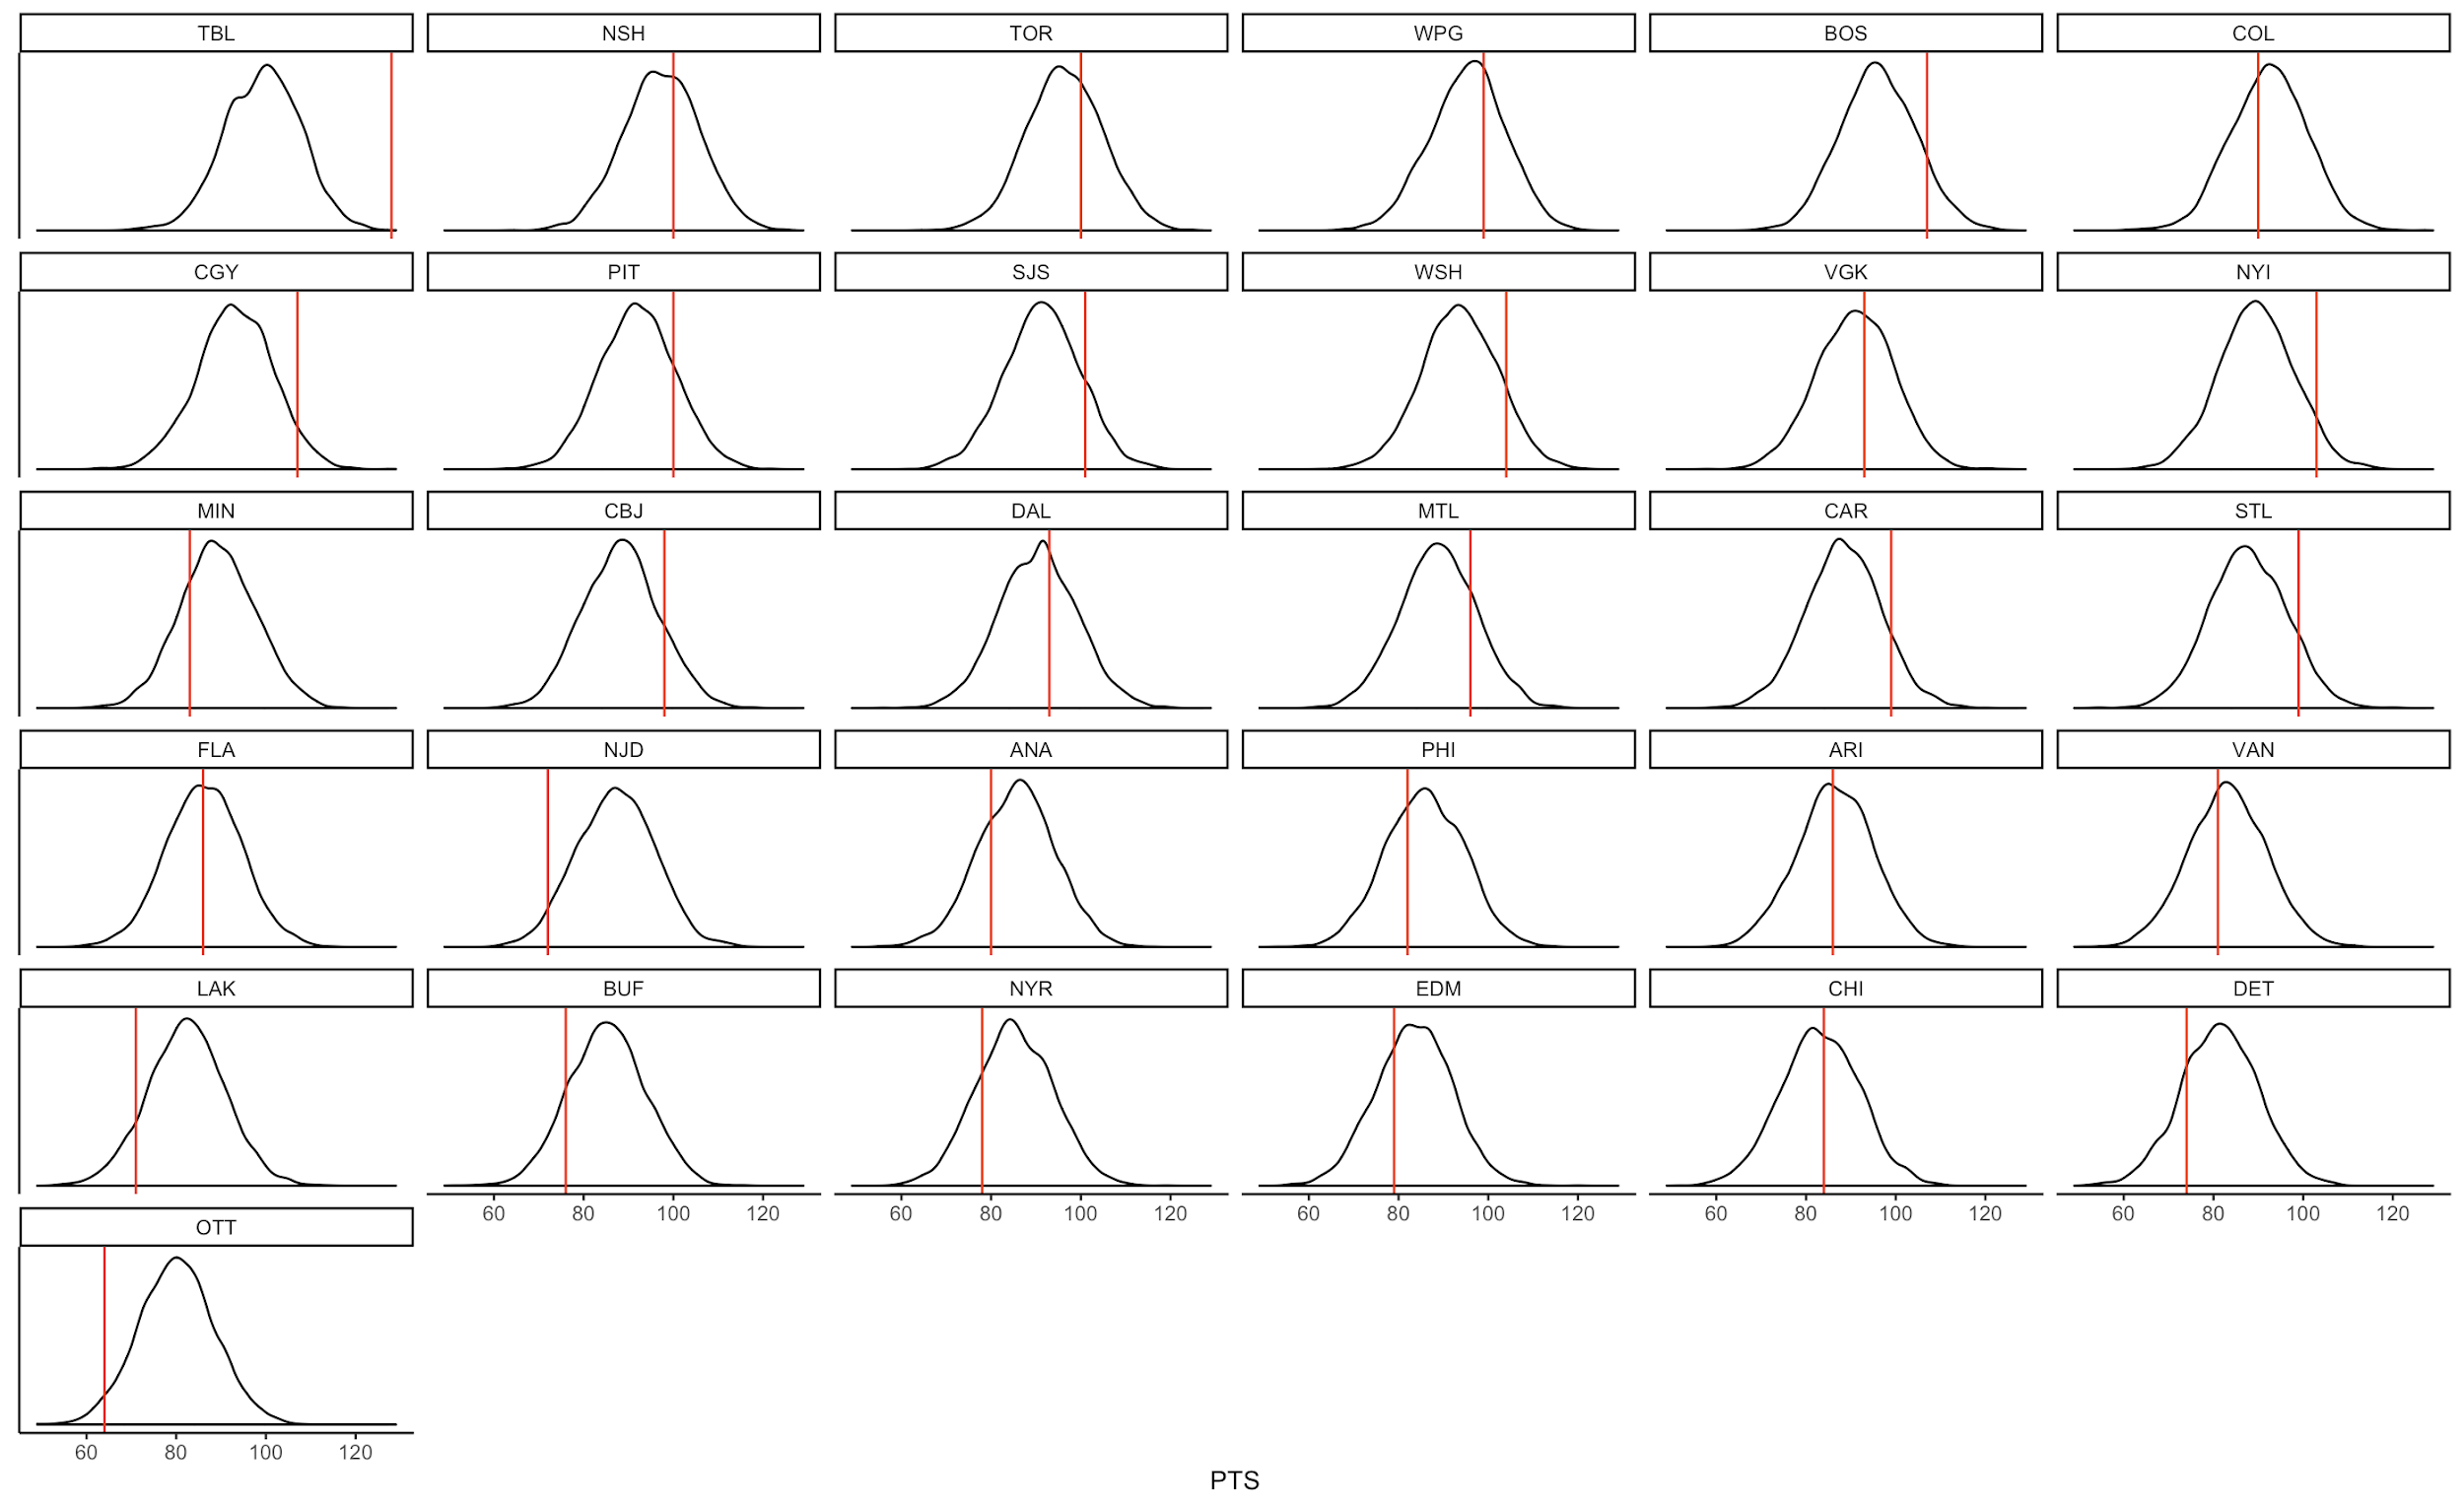 TBL NSH TOR WPG BOS COL
CGY PIT SJS WSH VGK NYI
MIN CBJ DAL MTL CAR STL
FLA NJD ANA PHI ARI VAN
LAK BUF NYR EDM CHI DET
60 80 100 120 60 80 100 120 60 80 100 120 60 80 100 120 60 80 100 120
OTT
60 80 100 120
PTS